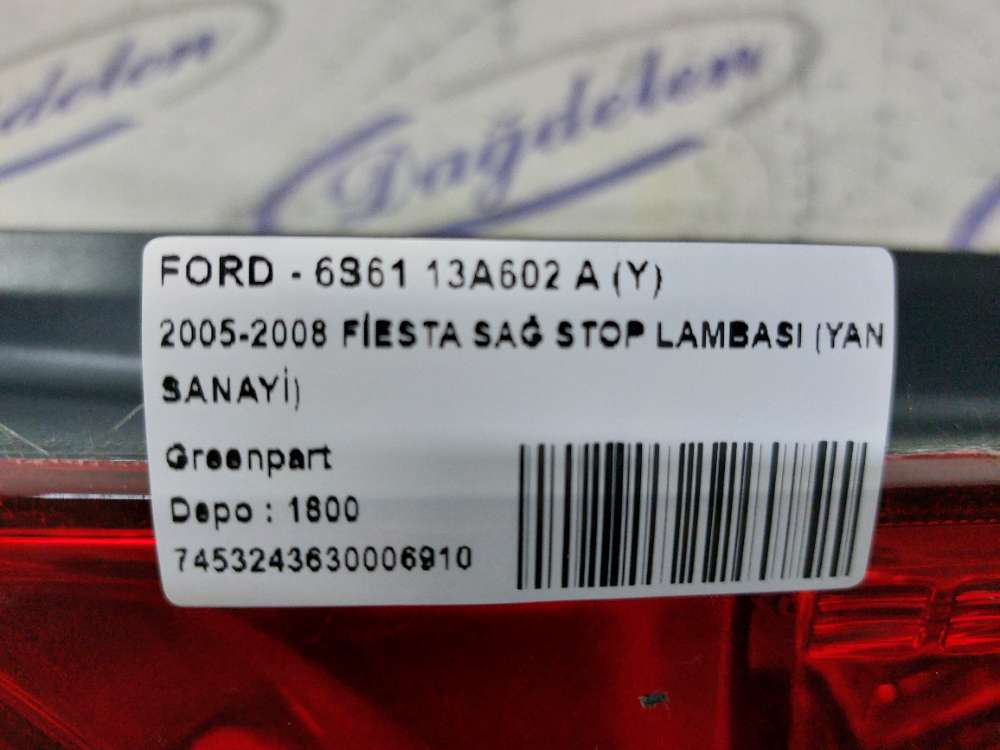 Dağdelen
FORD - 6S61 13A602 A (Y)
2005-2008 FİESTA SAĞ STOP LAMBASI (YAN
SANAYİ)
Greenpart
Depo : 1800
7453243630006910